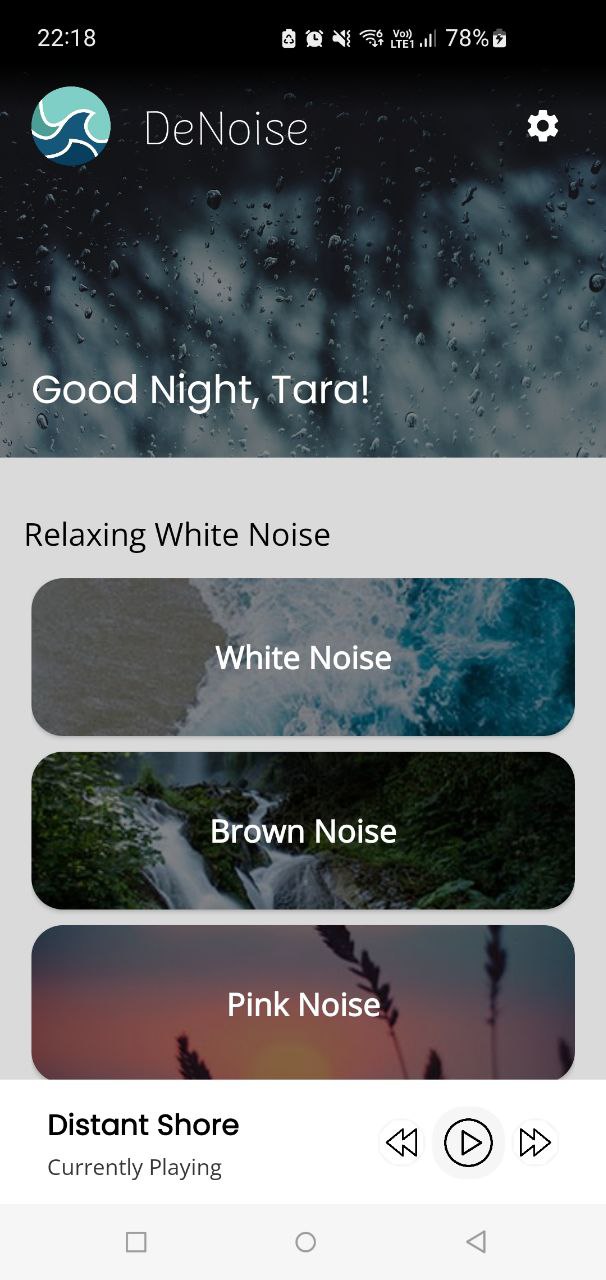 22:18
Vo)) LTE1 78%
DeNoise
Good Night, Tara!
Relaxing White Noise
White Noise
Brown Noise
Pink Noise
Distant Shore
Currently Playing